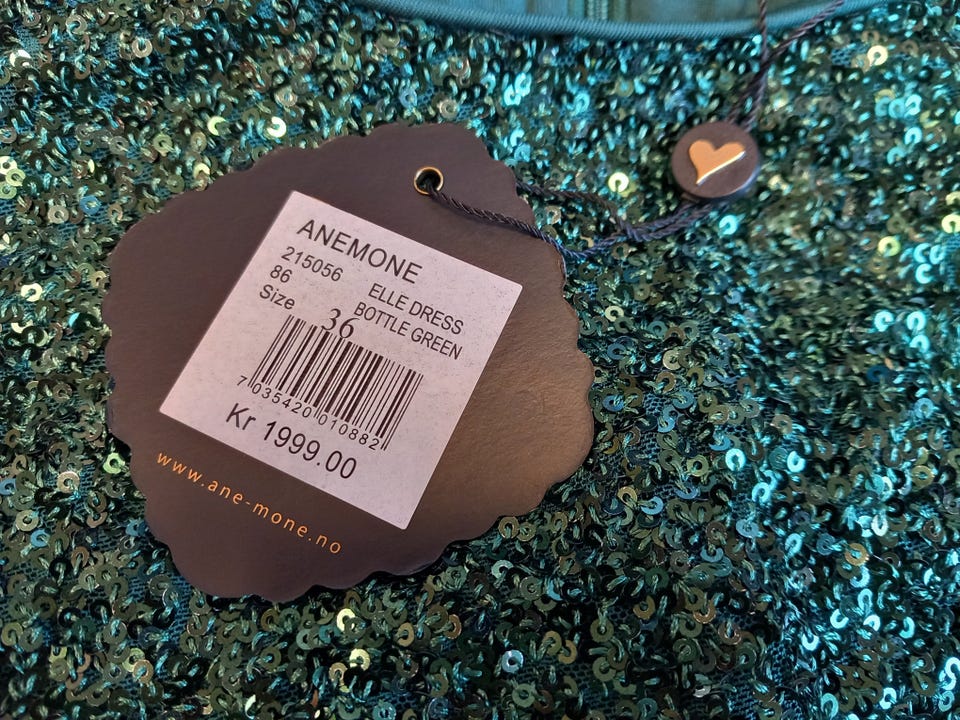 ANEMONE
215056 ELLE DRESS
86 BOTTLE GREEN
Size 36
7 035420 010882
Kr 1999.00
www.ane-mone.no